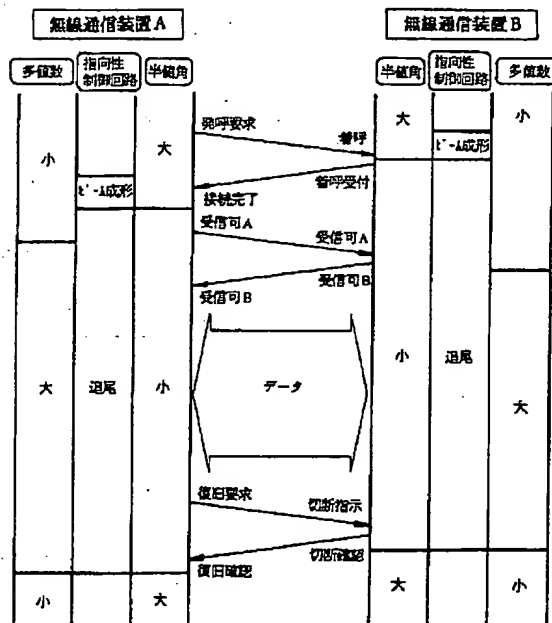 無線通信装置A
無線通信装置B
多値数
指向性
制御回路
半値角
半値角
指向性
制御回路
多値数
小
大
大
小
発呼要求
着呼
ビーム成形
着呼受付
ビーム成形
接続完了
受信可A
受信可A
受信可B
受信可B
大
追尾
小
データ
小
追尾
大
復旧要求
切断指示
切断確認
復旧確認
小
大
大
小